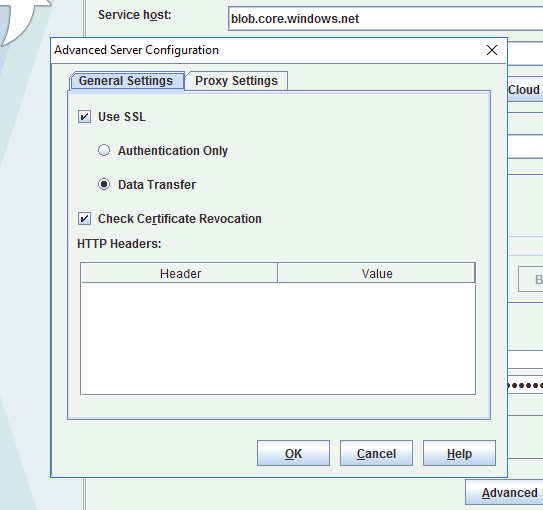 Service host: blob.core.windows.net
Advanced Server Configuration
General Settings Proxy Settings
Use SSL
Cloud
Authentication Only
Data Transfer
Check Certificate Revocation
HTTP Headers:
Header Value
B
OK Cancel Help
Advanced